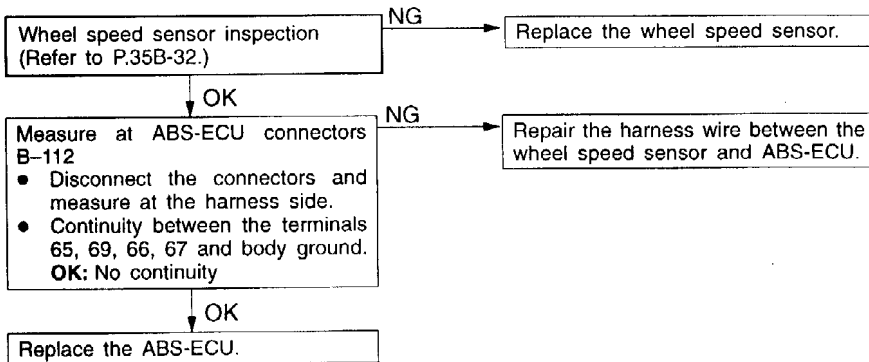 Wheel speed sensor inspection
(Refer to P.35B-32.)
NG
Replace the wheel speed sensor.
OK
Measure at ABS-ECU connectors
B–112
● Disconnect the connectors and
measure at the harness side.
● Continuity between the terminals
65, 69, 66, 67 and body ground.
OK: No continuity
NG
Repair the harness wire between the
wheel speed sensor and ABS-ECU.
OK
Replace the ABS-ECU.